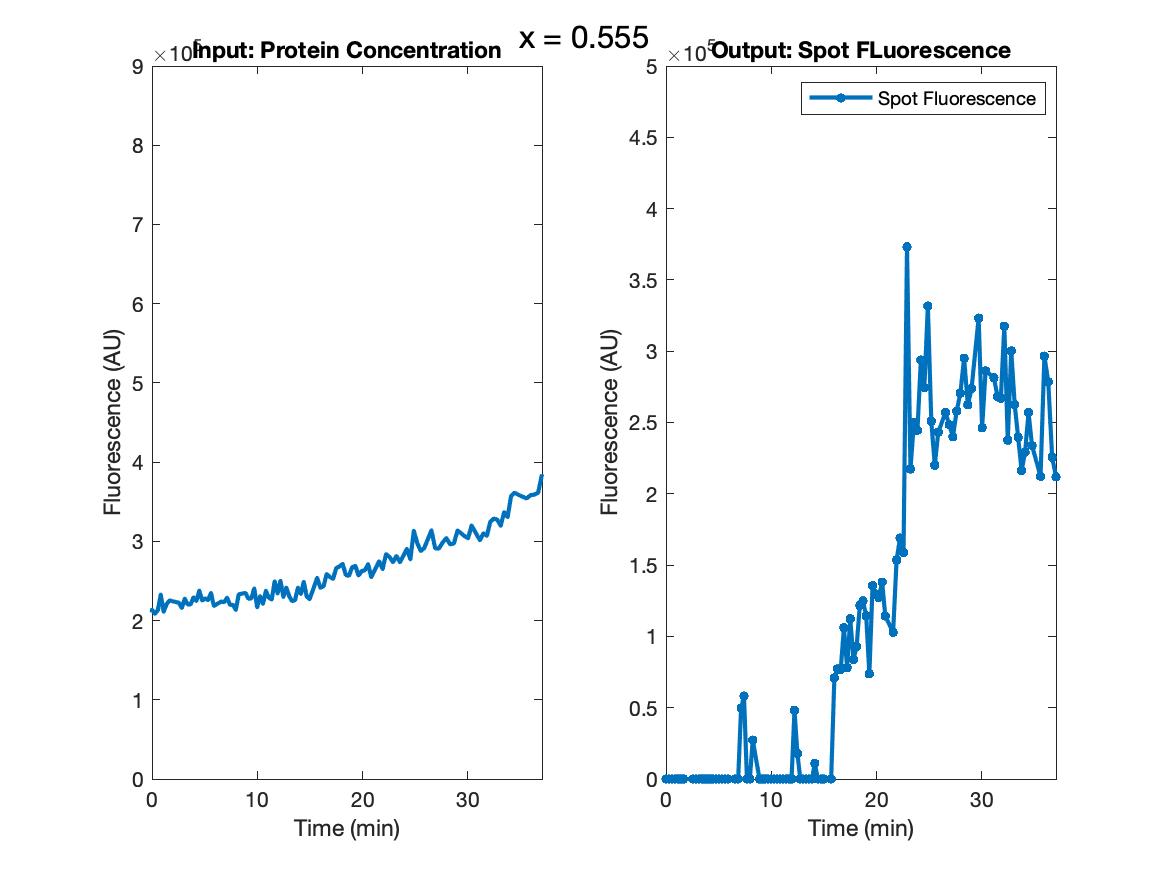 x = 0.555
×10⁵
Input: Protein Concentration
9
8
7
6
5
4
3
2
1
0
0 10 20 30
Fluorescence (AU)
Time (min)
×10⁵
Output: Spot FLuorescence
Spot Fluorescence
5
4.5
4
3.5
3
2.5
2
1.5
1
0.5
0
0 10 20 30
Fluorescence (AU)
Time (min)